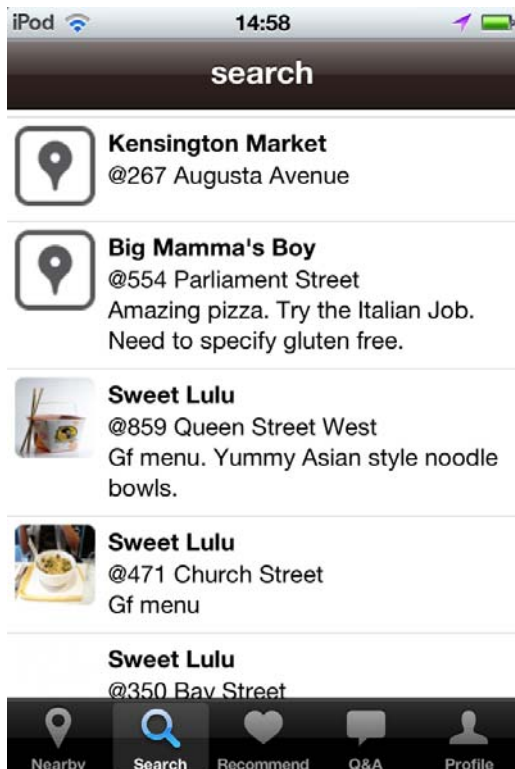 iPod 14:58
search
Kensington Market
@267 Augusta Avenue
Big Mamma's Boy
@554 Parliament Street
Amazing pizza. Try the Italian Job.
Need to specify gluten free.
Sweet Lulu
@859 Queen Street West
Gf menu. Yummy Asian style noodle
bowls.
Sweet Lulu
@471 Church Street
Gf menu
Sweet Lulu
@350 Bay Street
Nearby Search Recommend Q&A Profile